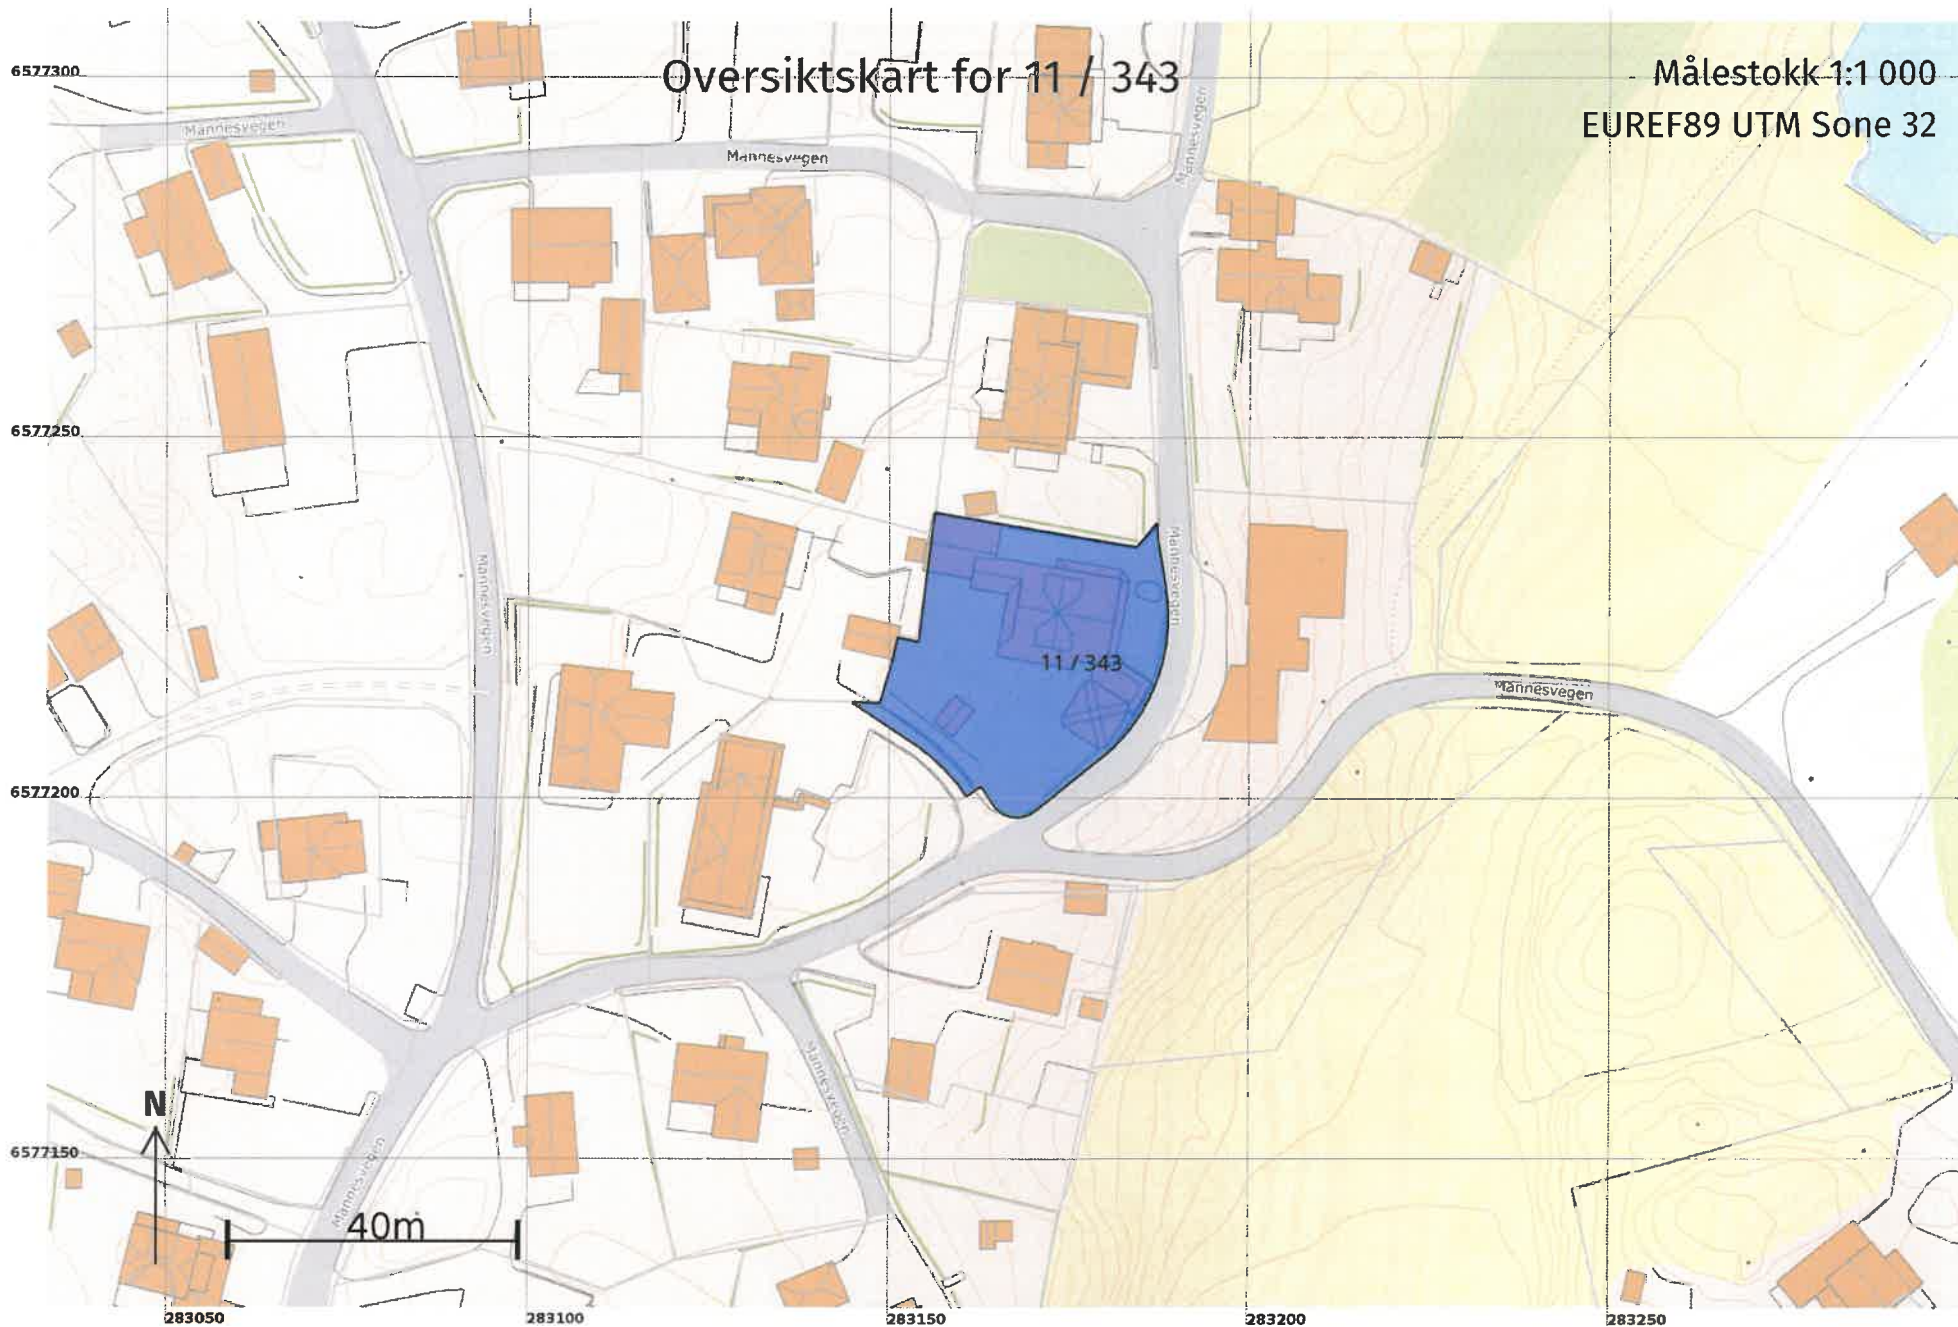 Oversiktskart for 11 / 343
Målestokk 1:1 000
EUREF89 UTM Sone 32
6577300
Mannesvegen
Mannesvegen
Mannesvegen
6577250
Mannesvegen
Mannesvegen
11 / 343
Mannesvegen
6577200
Mannesvegen
N
6577150
Mannesvegen
40m
283050
283100
283150
283200
283250